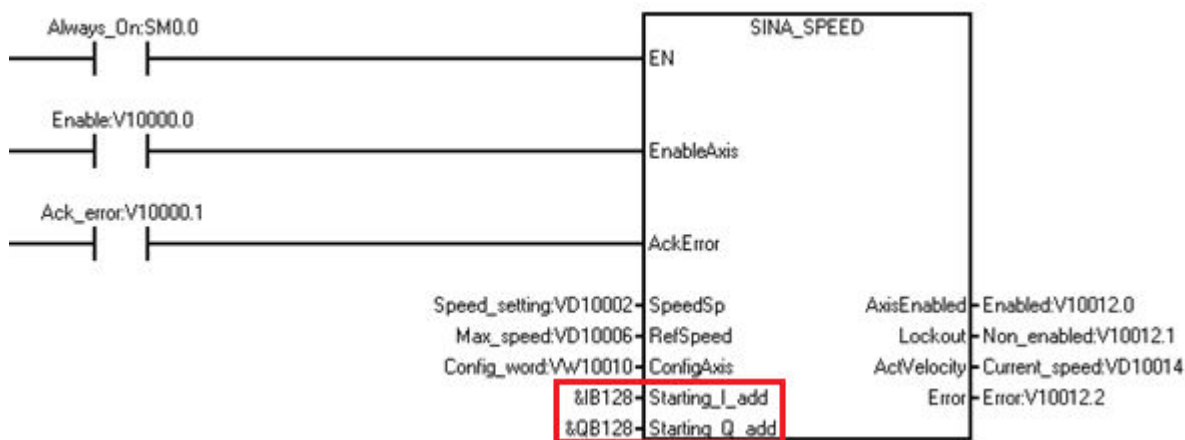 Always_On:SM0.0
SINA_SPEED
EN
Enable:V10000.0
EnableAxis
Ack_error:V10000.1
AckError
Speed_setting:VD10002 SpeedSp AxisEnabled Enabled:V10012.0
Max_speed:VD10006 RefSpeed Lockout Non_enabled:V10012.1
Config_word:VW10010 ConfigAxis ActVelocity Current_speed:VD10014
&IB128 Starting_I_add Error Error:V10012.2
&QB128 Starting_Q_add